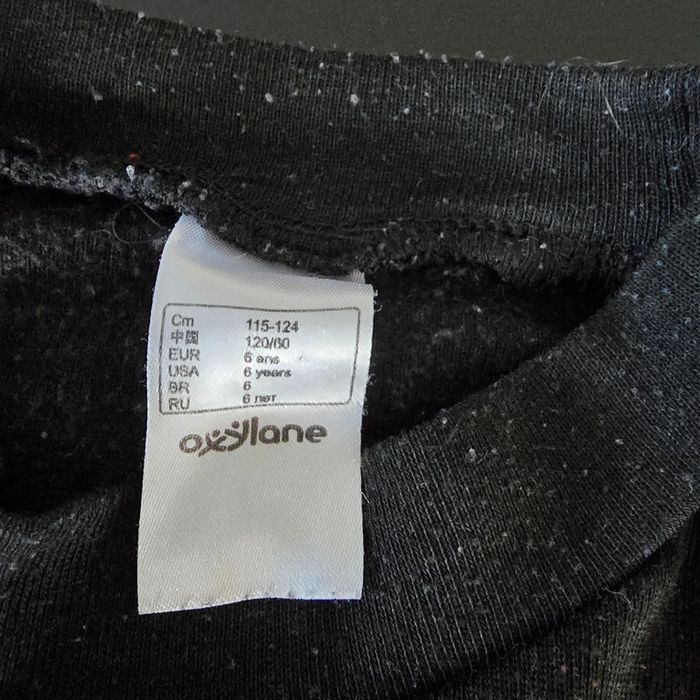 Cm 115-124
中国 120/60
EUR 6 ans
USA 6 years
BR 6
RU 6 лет
oxylane